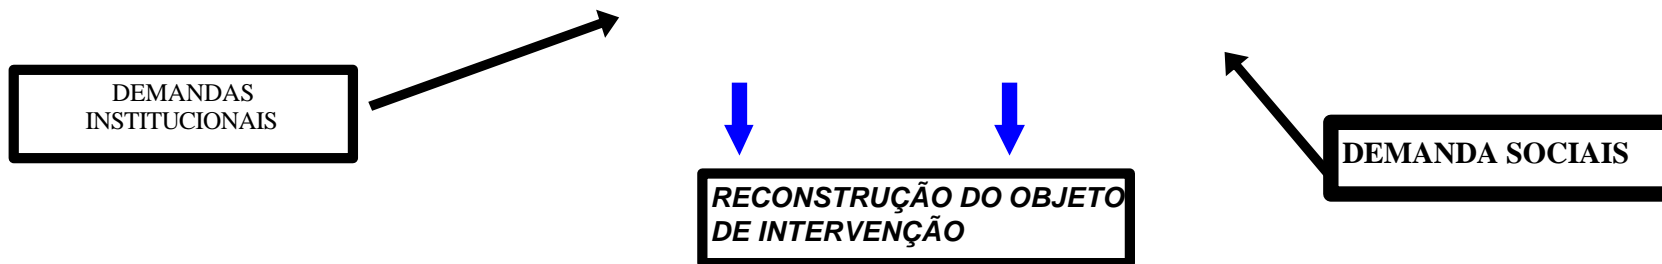 DEMANDAS
INSTITUCIONAIS
DEMANDA SOCIAIS
RECONSTRUÇÃO DO OBJETO
DE INTERVENÇÃO